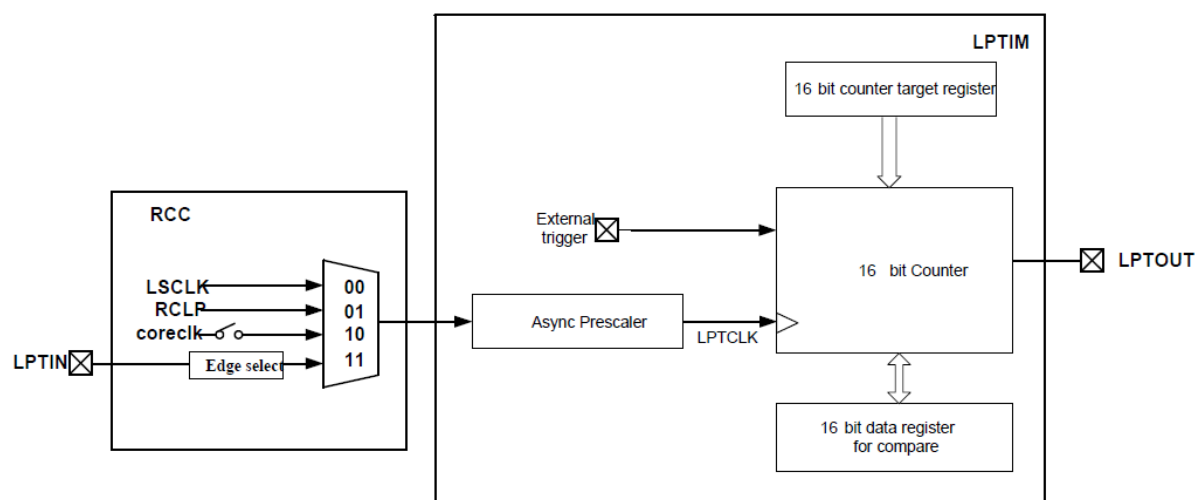 LPTIM
16 bit counter target register
RCC
External
trigger
LSCLK
RCLP
coreclk
LPTIN
Edge select
00
01
10
11
Async Prescaler
LPTCLK
16 bit Counter
LPTOUT
16 bit data register
for compare